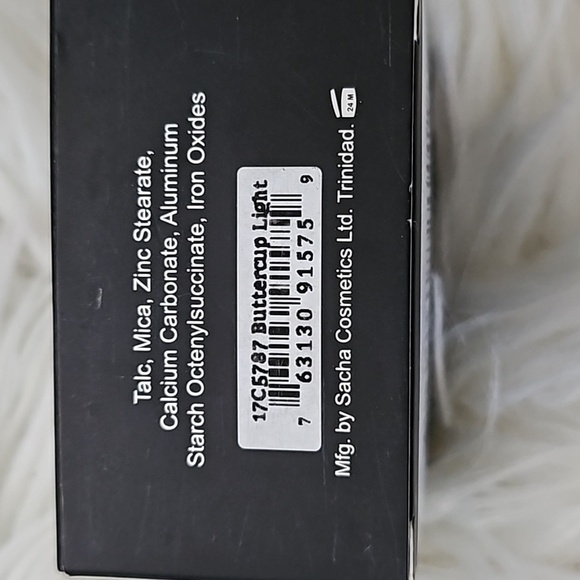 Talc, Mica, Zinc Stearate,
Calcium Carbonate, Aluminum
Starch Octenylsuccinate, Iron Oxides
17C5787 Buttercup Light
7 63130 91575 9
Mfg. by Sacha Cosmetics Ltd. Trinidad.
24 M